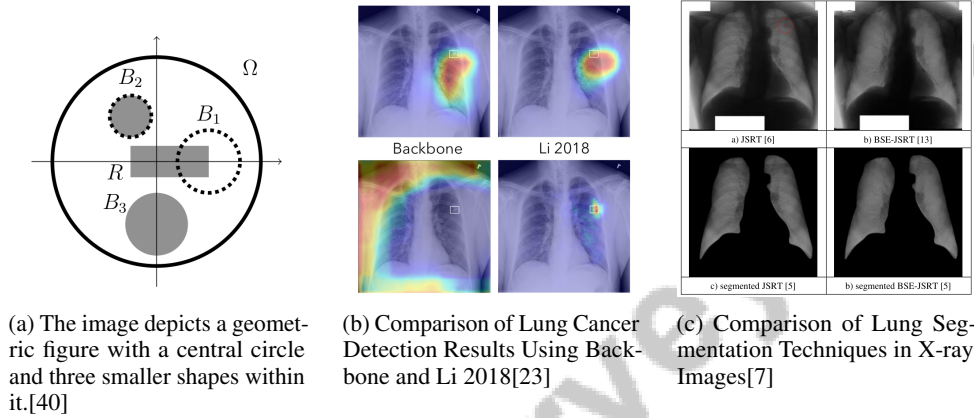 Ω
B₂
B₁
R
B₃
Backbone Li 2018
a) JSRT [6] b) BSE-JSRT [13]
c) segmented JSRT [5] b) segmented BSE-JSRT [5]
(a) The image depicts a geomet-
ric figure with a central circle
and three smaller shapes within
it.[40]
(b) Comparison of Lung Cancer
Detection Results Using Back-
bone and Li 2018[23]
(c) Comparison of Lung Seg-
mentation Techniques in X-ray
Images[7]